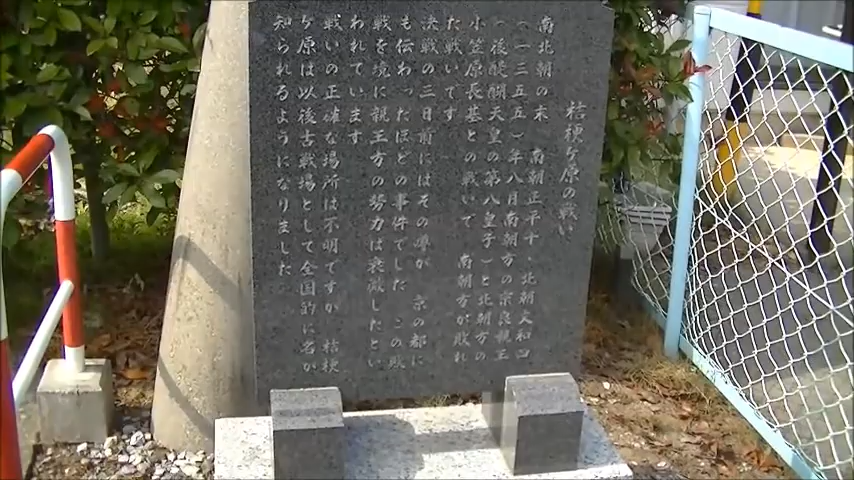 桔梗ヶ原の戦い
南北朝の末 南朝正平十 北朝文和
一三五五年八月南朝方の宗良親王
後醍醐天皇の第八皇子と北朝方の
小笠原長基との戦いで 南朝方が敗れ
た戦いです
決戦の三日前にはその噂が 京の都に
も伝わったほどの事件でした この敗
戦を境に親王方の勢力は衰微したと
われています
戦いの正確な場所は不明ですが 桔梗
ヶ原は以後古戦場として全国的に名を
知られるようになりました